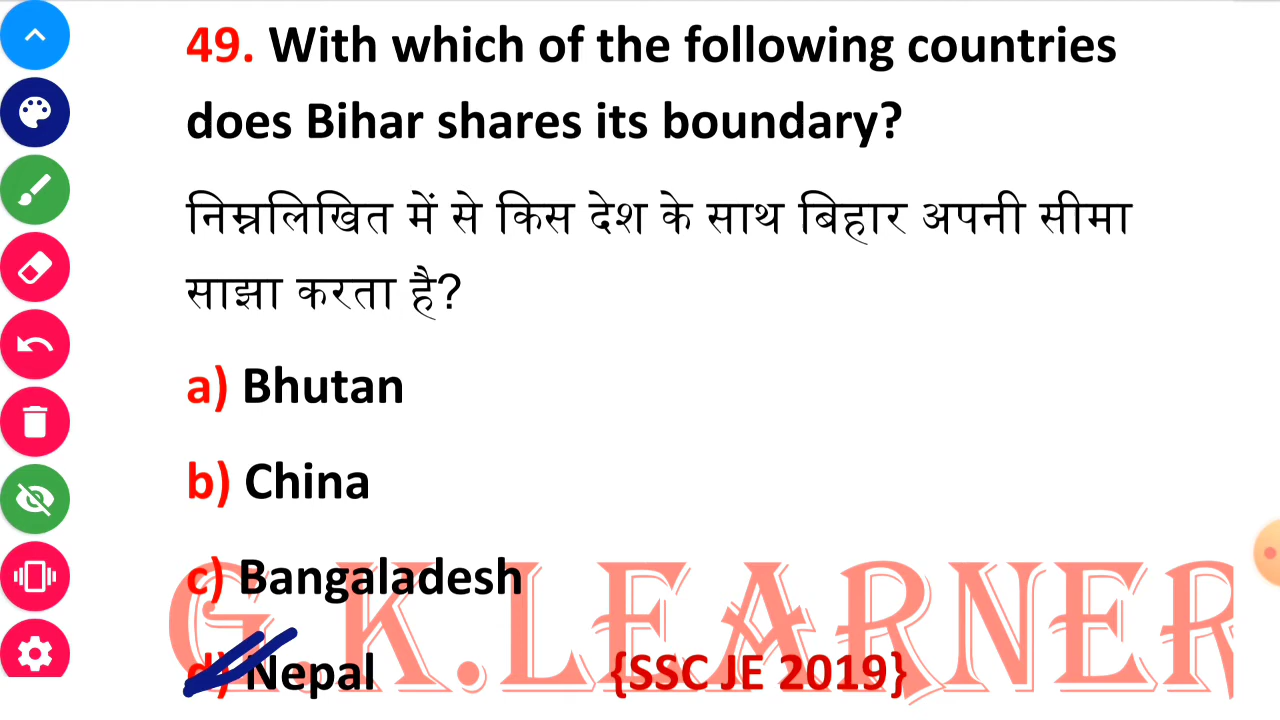 49. With which of the following countries
does Bihar shares its boundary?
निम्नलिखित में से किस देश के साथ बिहार अपनी सीमा
साझा करता है?
a) Bhutan
b) China
c) Bangaladesh
G.K.LEARNER
d) Nepal {SSC JE 2019}